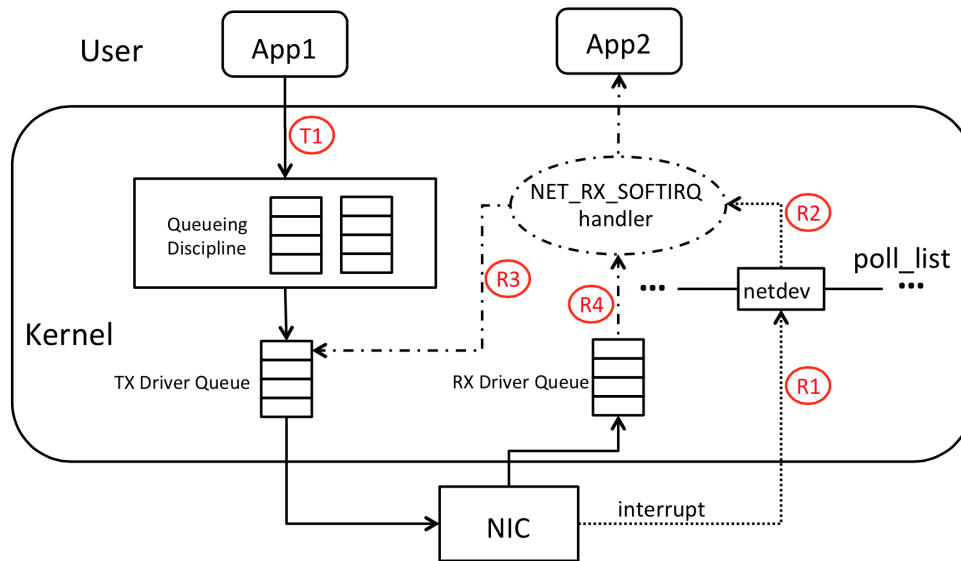 User
App1
App2
T1
NET_RX_SOFTIRQ
handler
R2
Queueing
Discipline
poll_list
R3
R4
...
netdev
...
Kernel
TX Driver Queue
RX Driver Queue
R1
NIC
interrupt